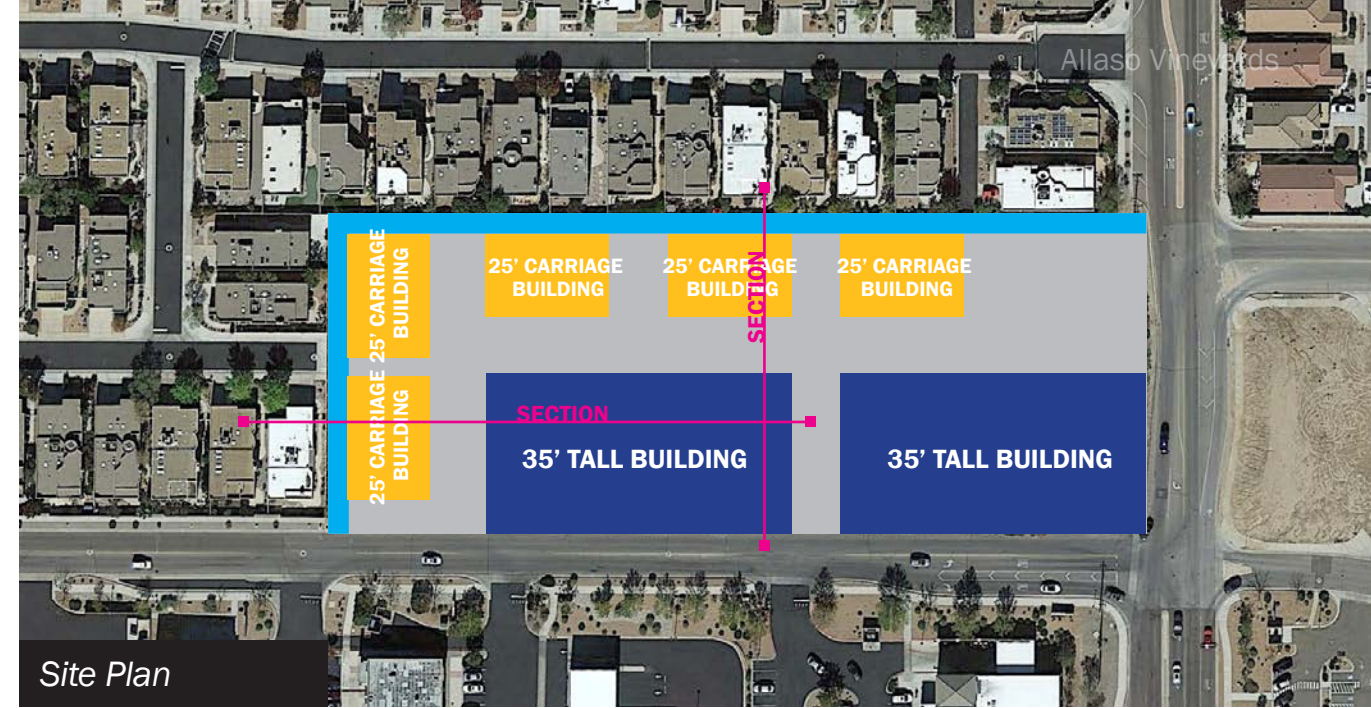 Allaso Vineyards
25' CARRIAGE
BUILDING
25' CARRIAGE
BUILDING
25' CARRIAGE
BUILDING
25' CARRIAGE
BUILDING
SECTION
25' CARRIAGE
BUILDING
SECTION
35' TALL BUILDING
35' TALL BUILDING
Site Plan